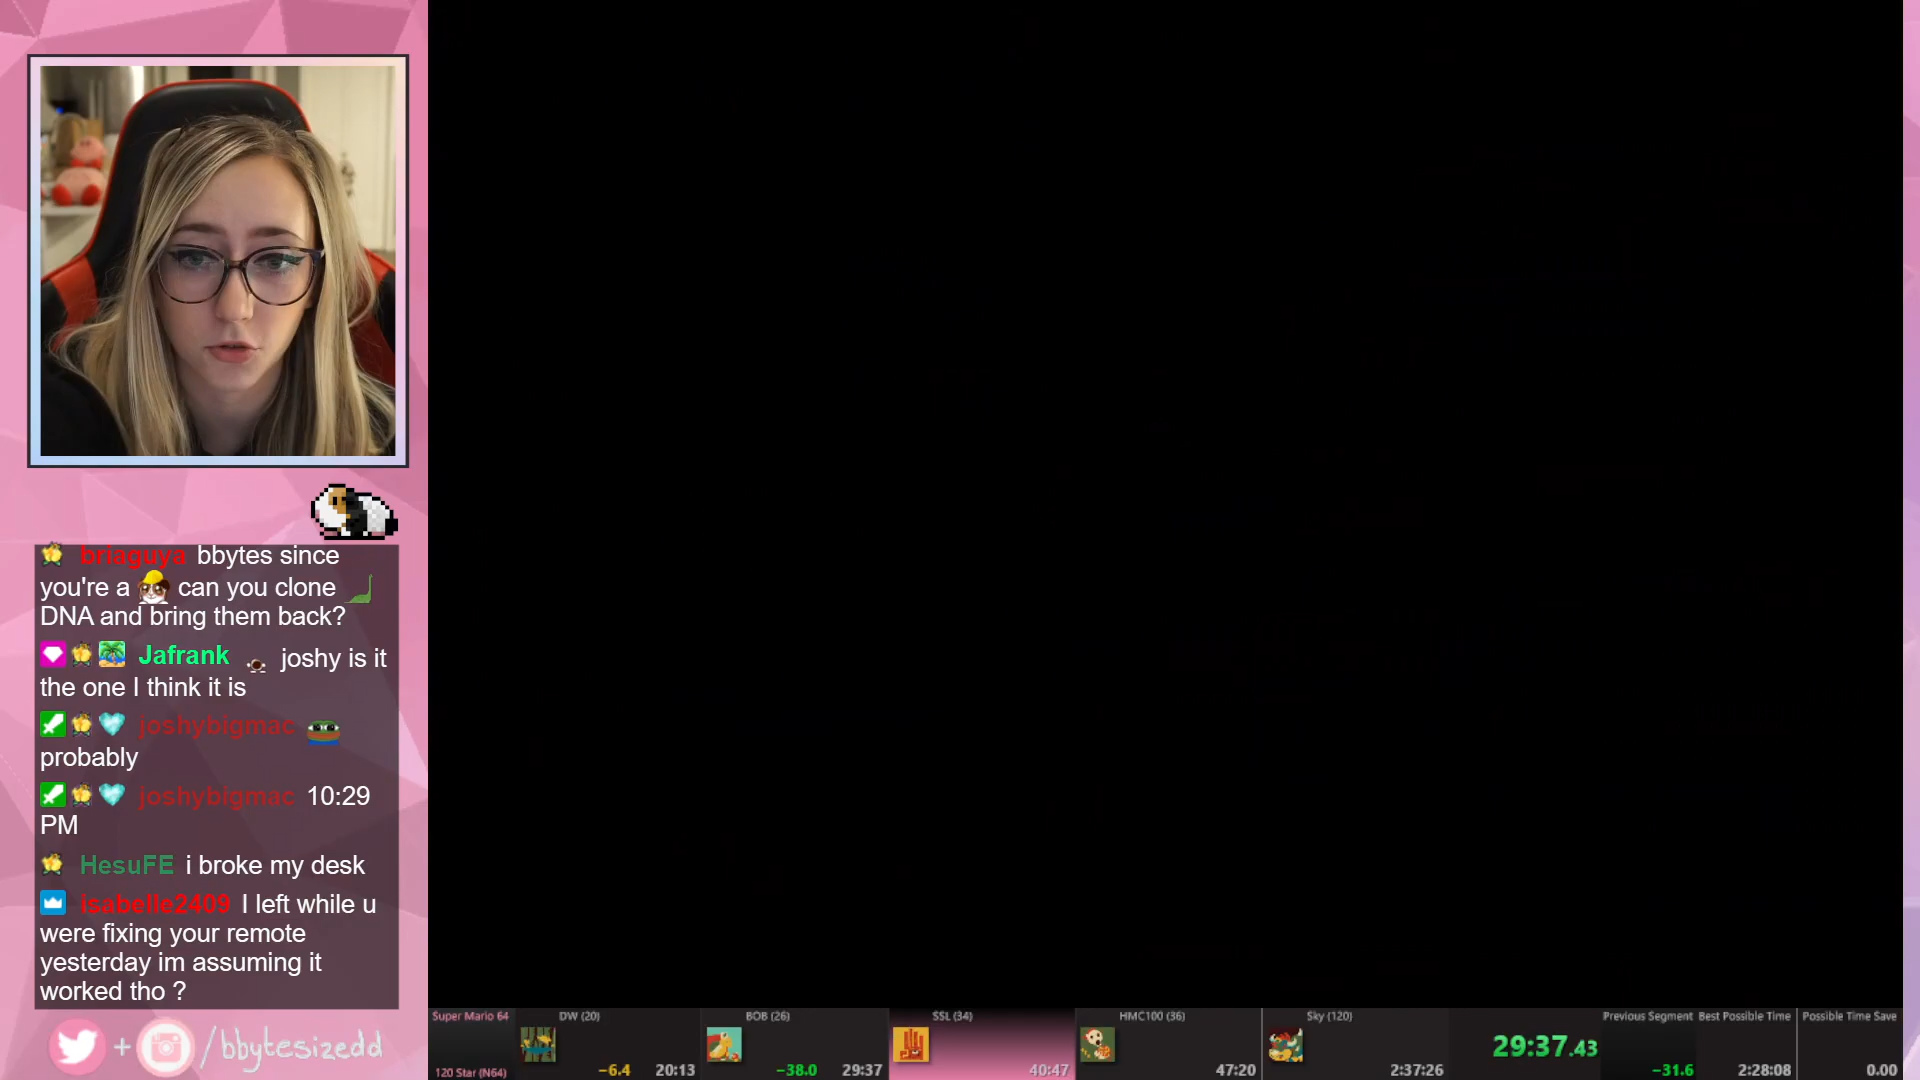 briaguya bbytes since
you're a can you clone
DNA and bring them back?
Jafrank joshy is it
the one I think it is
joshybigmac
probably
joshybigmac 10:29
PM
HesuFE i broke my desk
isabelle2409 I left while u
were fixing your remote
yesterday im assuming it
worked tho ?
+ /bbytesizedd
Super Mario 64
120 Star (N64)
DW (20)
-6.4 20:13
BOB (26)
-38.0 29:37
SSL (34)
40:47
HMC100 (36)
47:20
Sky (120)
2:37:26
29:37.43
Previous Segment
-31.6
Best Possible Time
2:28:08
Possible Time Save
0.00